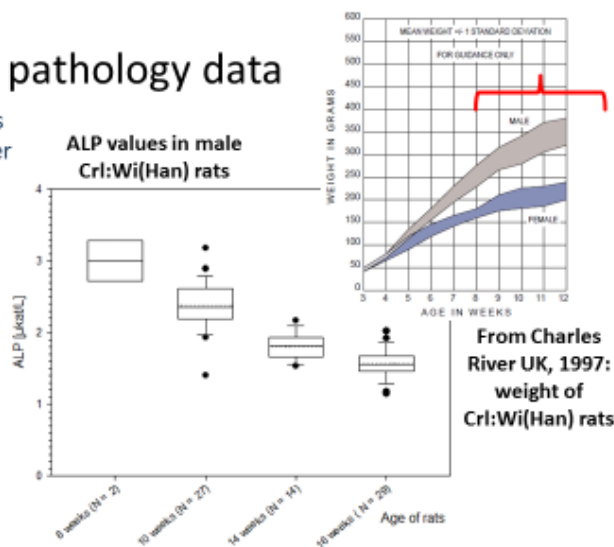 pathology data
s
er
ALP values in male
Crl:Wi(Han) rats
ALP [µkat/L]
4
3
2
1
0
8 weeks (N = 2)
10 weeks (N = 27)
14 weeks (N = 14)
16 weeks ( N = 29)
Age of rats
MEAN WEIGHT +/- 1 STANDARD DEVIATION
FOR GUIDANCE ONLY
MALE
FEMALE
WEIGHT IN GRAMS
600
550
500
450
400
350
300
250
200
150
100
50
0
3 4 5 6 7 8 9 10 11 12
AGE IN WEEKS
From Charles
River UK, 1997:
weight of
Crl:Wi(Han) rats